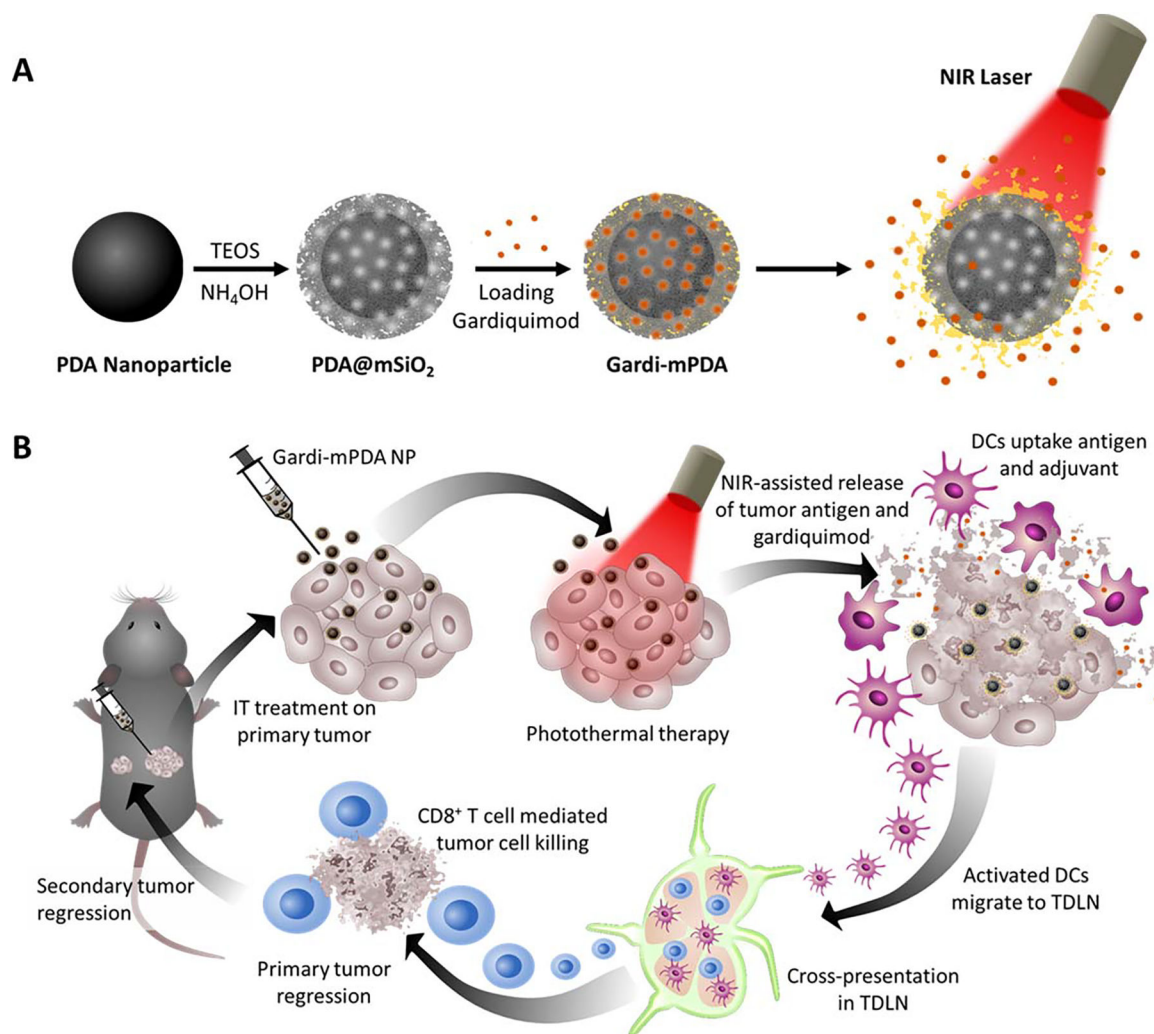 A
NIR Laser
TEOS
NH₄OH
Loading
Gardiquimod
PDA Nanoparticle
PDA@mSiO₂
Gardi-mPDA
B
Gardi-mPDA NP
DCs uptake antigen
and adjuvant
NIR-assisted release
of tumor antigen and
gardiquimod
IT treatment on
primary tumor
Photothermal therapy
CD8⁺ T cell mediated
tumor cell killing
Secondary tumor
regression
Activated DCs
migrate to TDLN
Primary tumor
regression
Cross-presentation
in TDLN